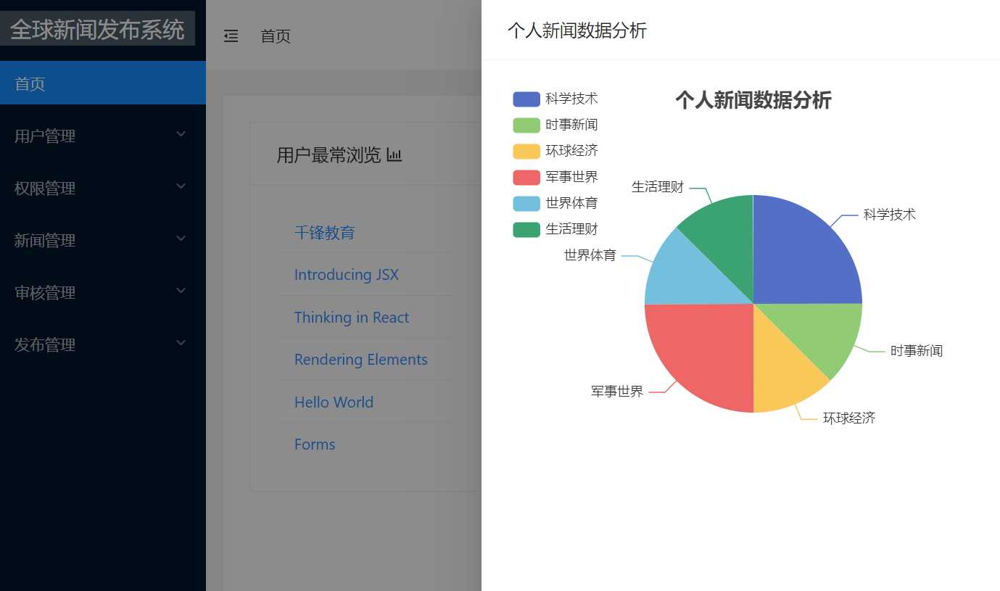 全球新闻发布系统
首页
用户管理
权限管理
新闻管理
审核管理
发布管理
首页
用户最常浏览
千锋教育
Introducing JSX
Thinking in React
Rendering Elements
Hello World
Forms
个人新闻数据分析
个人新闻数据分析
科学技术
时事新闻
环球经济
军事世界
世界体育
生活理财
生活理财
科学技术
世界体育
时事新闻
军事世界
环球经济